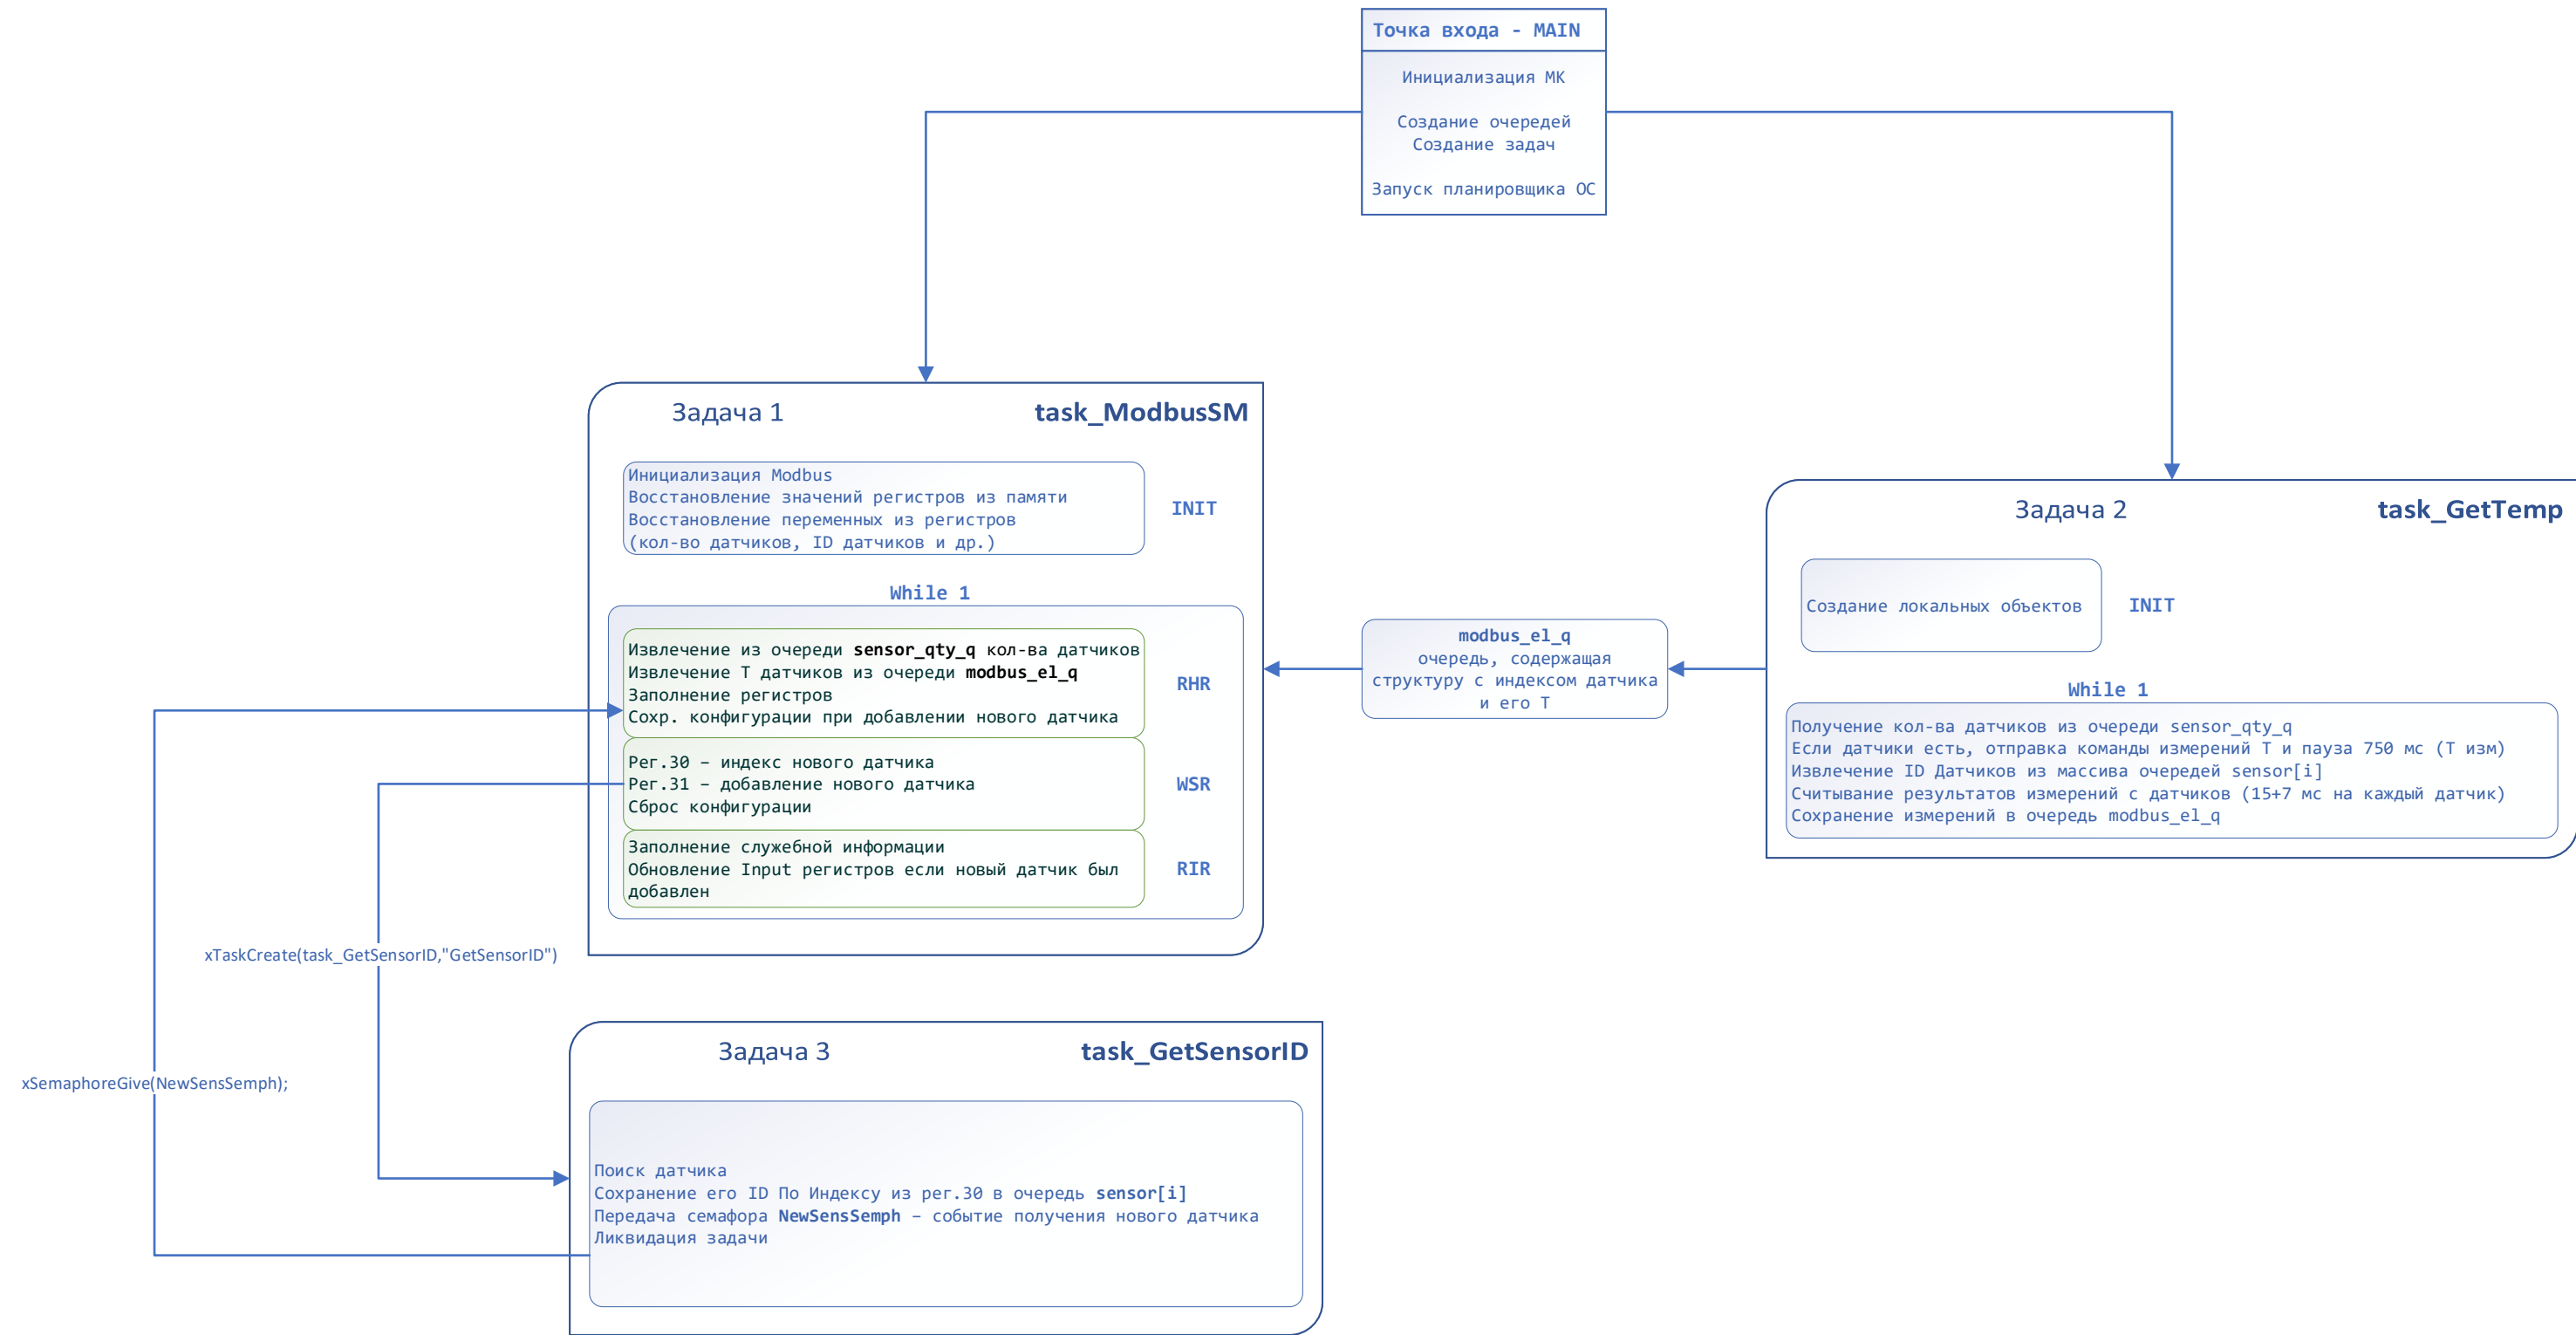 Точка входа - MAIN
Инициализация МК
Создание очередей
Создание задач
Запуск планировщика ОС
Задача 1
task_ModbusSM
Инициализация Modbus
Восстановление значений регистров из памяти
Восстановление переменных из регистров
(кол-во датчиков, ID датчиков и др.)
INIT
While 1
Извлечение из очереди sensor_qty_q кол-ва датчиков
Извлечение Т датчиков из очереди modbus_el_q
Заполнение регистров
Сохр. конфигурации при добавлении нового датчика
RHR
Рег.30 – индекс нового датчика
Рег.31 – добавление нового датчика
Сброс конфигурации
WSR
Заполнение служебной информации
Обновление Input регистров если новый датчик был
добавлен
RIR
modbus_el_q
очередь, содержащая
структуру с индексом датчика
и его Т
Задача 2
task_GetTemp
Создание локальных объектов
INIT
While 1
Получение кол-ва датчиков из очереди sensor_qty_q
Если датчики есть, отправка команды измерений Т и пауза 750 мс (Т изм)
Извлечение ID Датчиков из массива очередей sensor[i]
Считывание результатов измерений с датчиков (15+7 мс на каждый датчик)
Сохранение измерений в очередь modbus_el_q
xTaskCreate(task_GetSensorID,"GetSensorID")
xSemaphoreGive(NewSensSemph);
Задача 3
task_GetSensorID
Поиск датчика
Сохранение его ID По Индексу из рег.30 в очередь sensor[i]
Передача семафора NewSensSemph – событие получения нового датчика
Ликвидация задачи